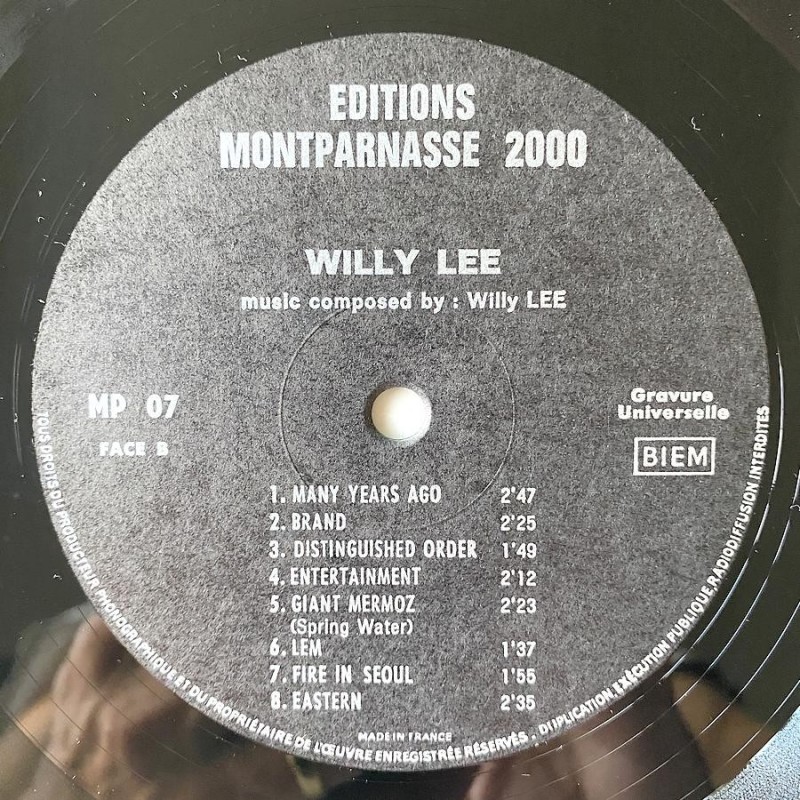 EDITIONS
MONTPARNASSE 2000
WILLY LEE
music composed by : Willy LEE
MP 07
FACE B
Gravure
Universelle
BIEM
1. MANY YEARS AGO 2'47
2. BRAND 2'25
3. DISTINGUISHED ORDER 1'49
4. ENTERTAINMENT 2'12
5. GIANT MERMOZ 2'23
(Spring Water)
6. LEM 1'37
7. FIRE IN SEOUL 1'55
8. EASTERN 2'35
MADE IN FRANCE
TOUS DROITS DU PRODUCTEUR PHONOGRAPHIQUE ET DU PROPRIÉTAIRE DE L'ŒUVRE ENREGISTRÉE RÉSERVÉS . DUPLICATION EXÉCUTION PUBLIQUE, RADIODIFFUSION INTERDITES